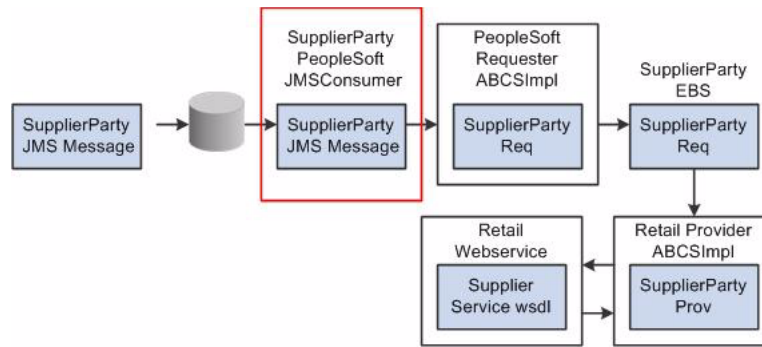 SupplierParty
JMS Message
SupplierParty
PeopleSoft
JMSConsumer
SupplierParty
JMS Message
PeopleSoft
Requester
ABCSImpl
SupplierParty
Req
SupplierParty
EBS
SupplierParty
Req
Retail
Webservice
Supplier
Service wsdl
Retail Provider
ABCSImpl
SupplierParty
Prov